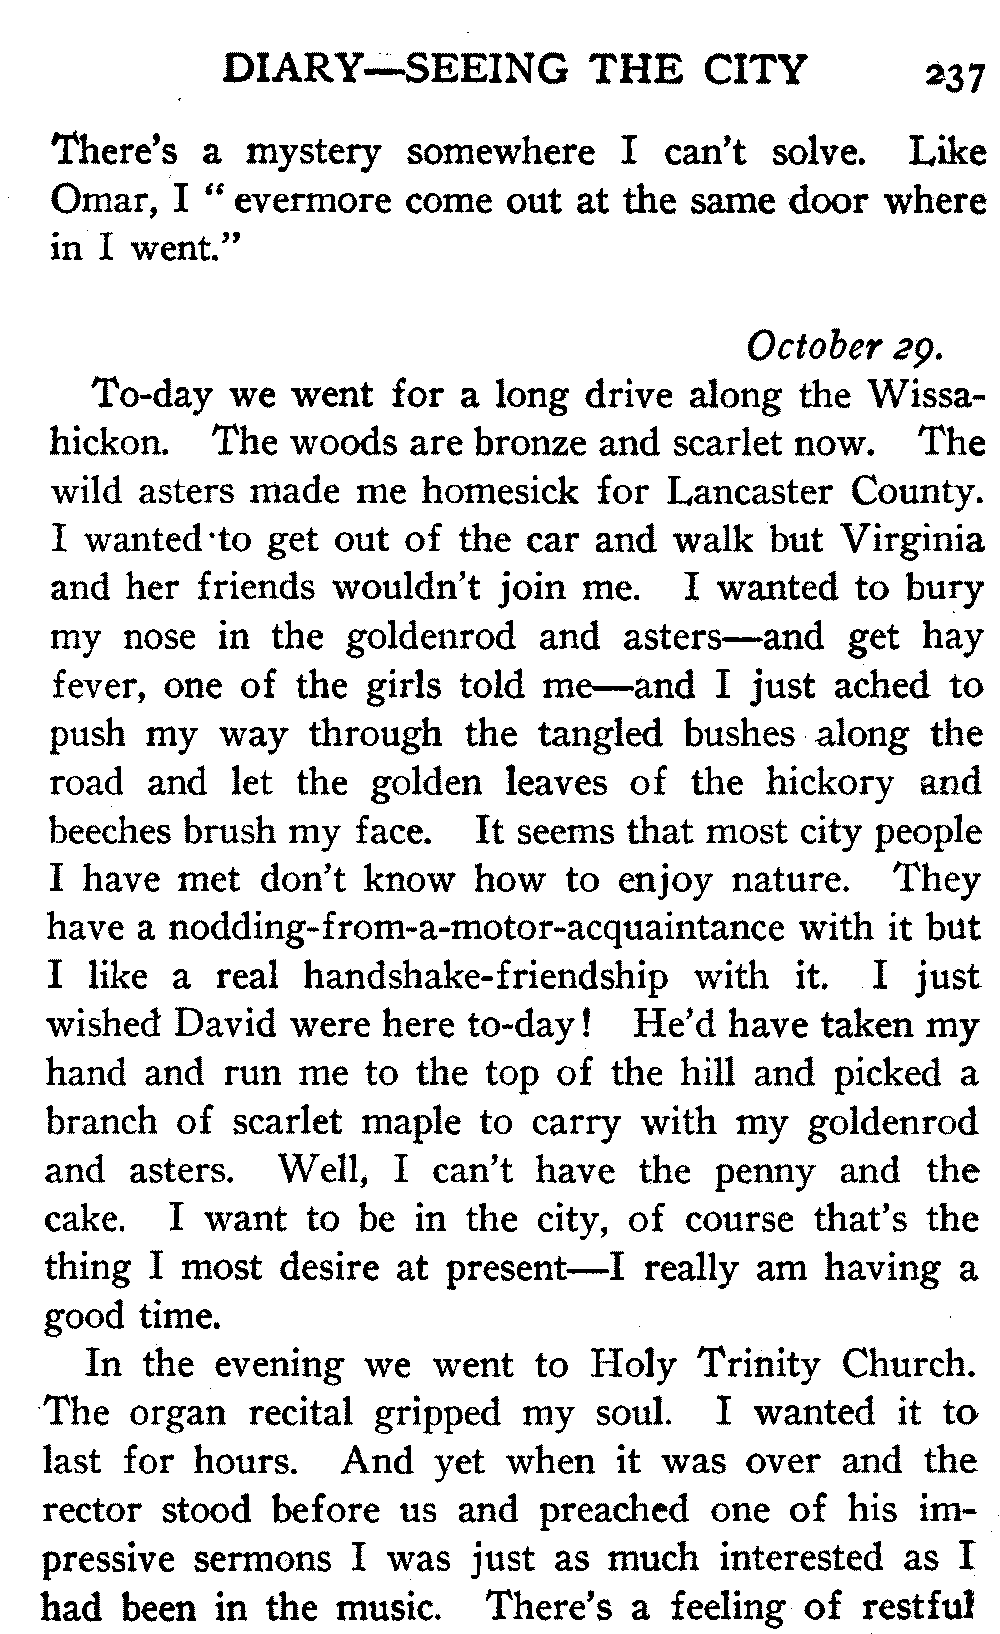 DIARY—SEEING THE CITY 237
There's a mystery somewhere I can't solve. Like
Omar, I " evermore come out at the same door where
in I went."
October 29.
To-day we went for a long drive along the Wissa-
hickon. The woods are bronze and scarlet now. The
wild asters made me homesick for Lancaster County.
I wanted to get out of the car and walk but Virginia
and her friends wouldn't join me. I wanted to bury
my nose in the goldenrod and asters—and get hay
fever, one of the girls told me—and I just ached to
push my way through the tangled bushes along the
road and let the golden leaves of the hickory and
beeches brush my face. It seems that most city people
I have met don't know how to enjoy nature. They
have a nodding-from-a-motor-acquaintance with it but
I like a real handshake-friendship with it. I just
wished David were here to-day! He'd have taken my
hand and run me to the top of the hill and picked a
branch of scarlet maple to carry with my goldenrod
and asters. Well, I can't have the penny and the
cake. I want to be in the city, of course that's the
thing I most desire at present—I really am having a
good time.
In the evening we went to Holy Trinity Church.
The organ recital gripped my soul. I wanted it to
last for hours. And yet when it was over and the
rector stood before us and preached one of his im-
pressive sermons I was just as much interested as I
had been in the music. There's a feeling of restful